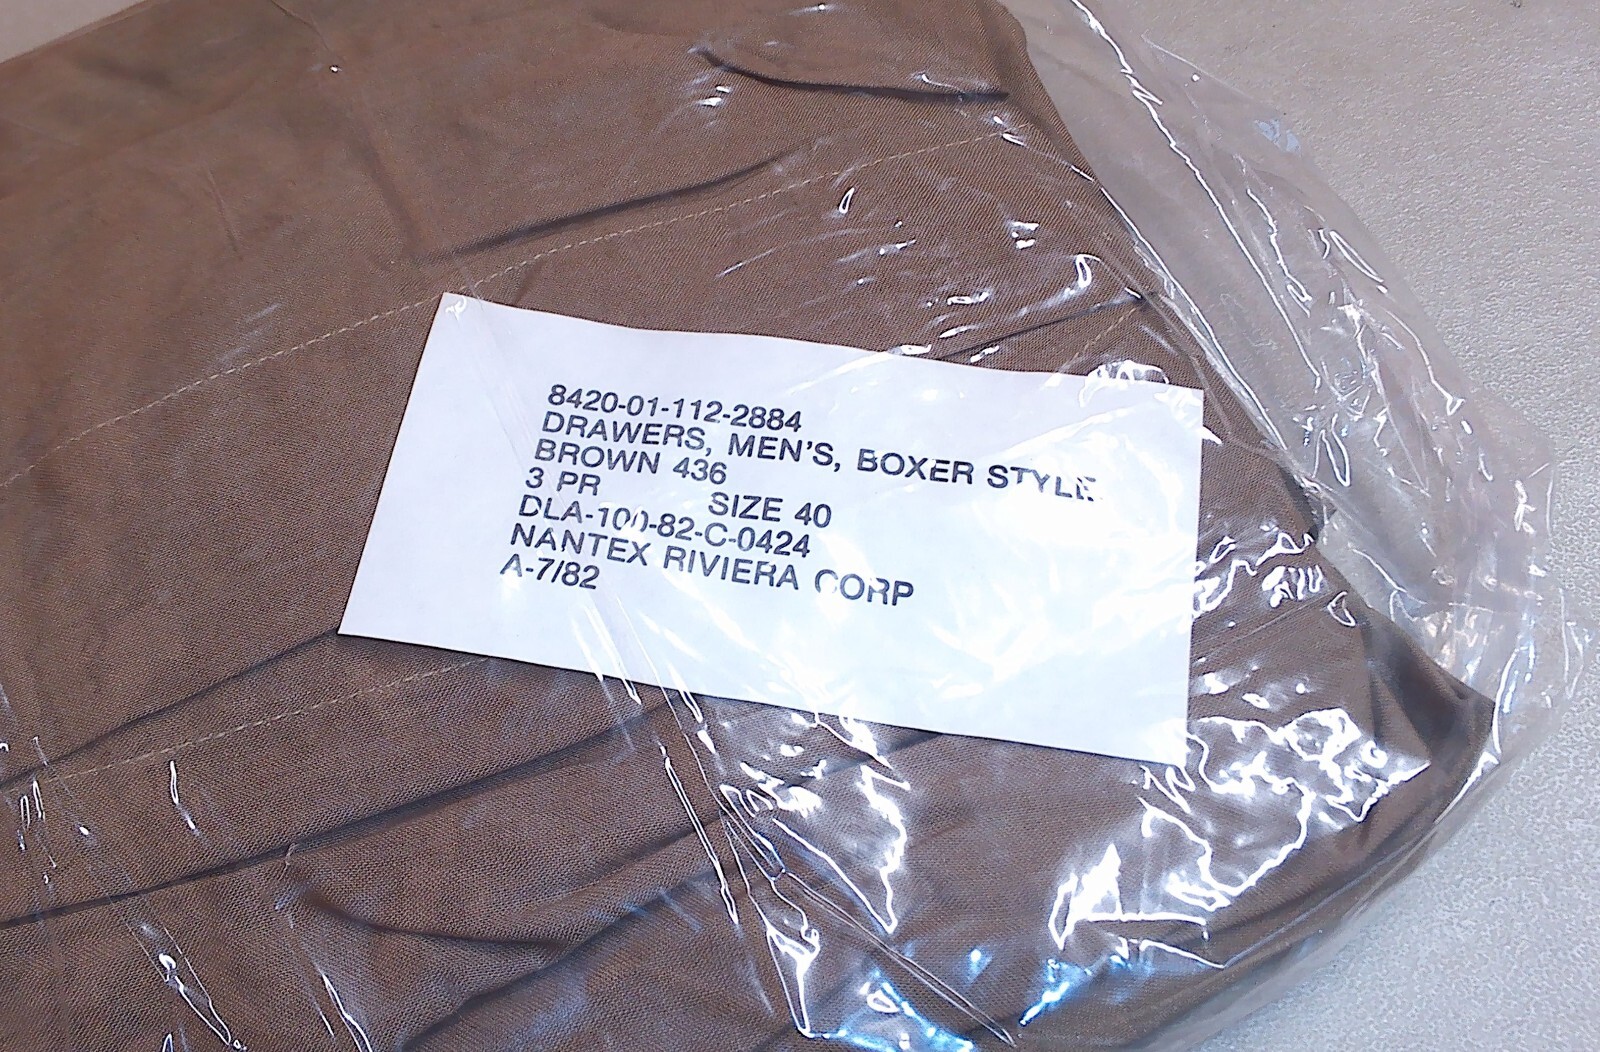 8420-01-112-2884
DRAWERS, MEN'S, BOXER STYLE
BROWN 436
3 PR SIZE 40
DLA-100-82-C-0424
NANTEX RIVIERA CORP
A-7/82